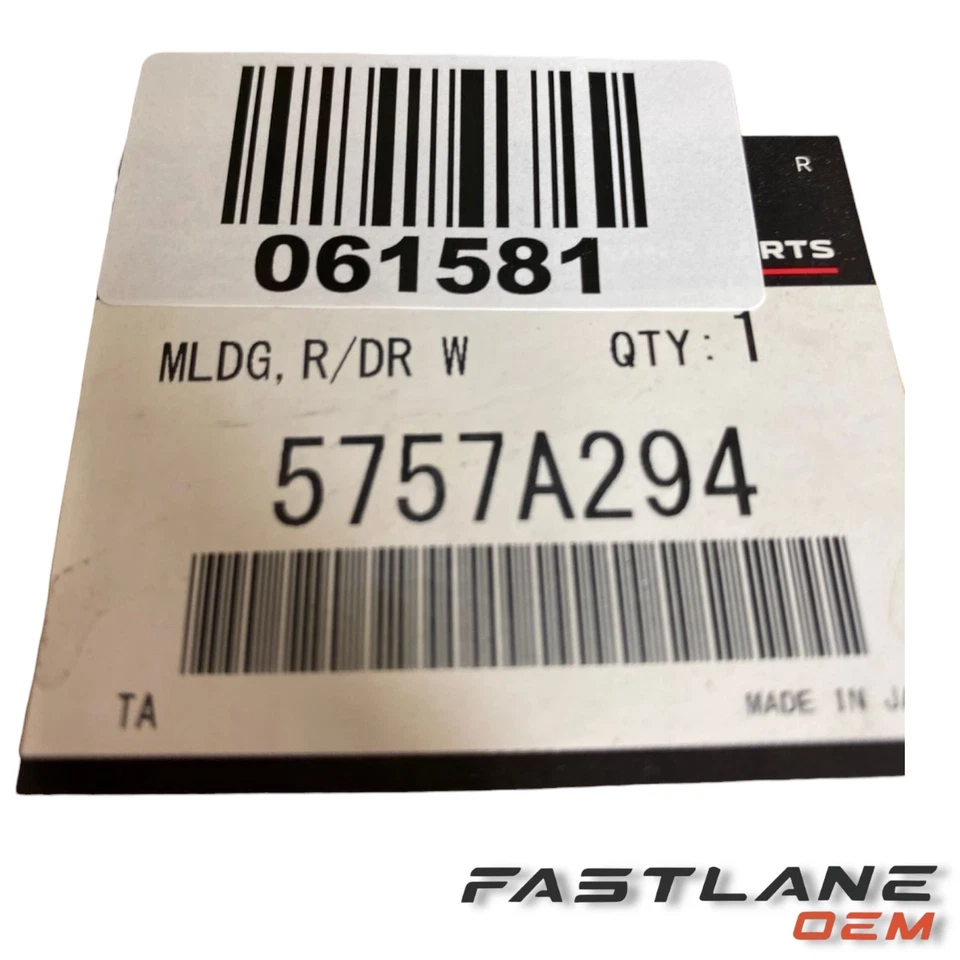 061581
R
RTS
MLDG, R/DR W QTY: 1
5757A294
TA MADE IN JA
FASTLANE
OEM